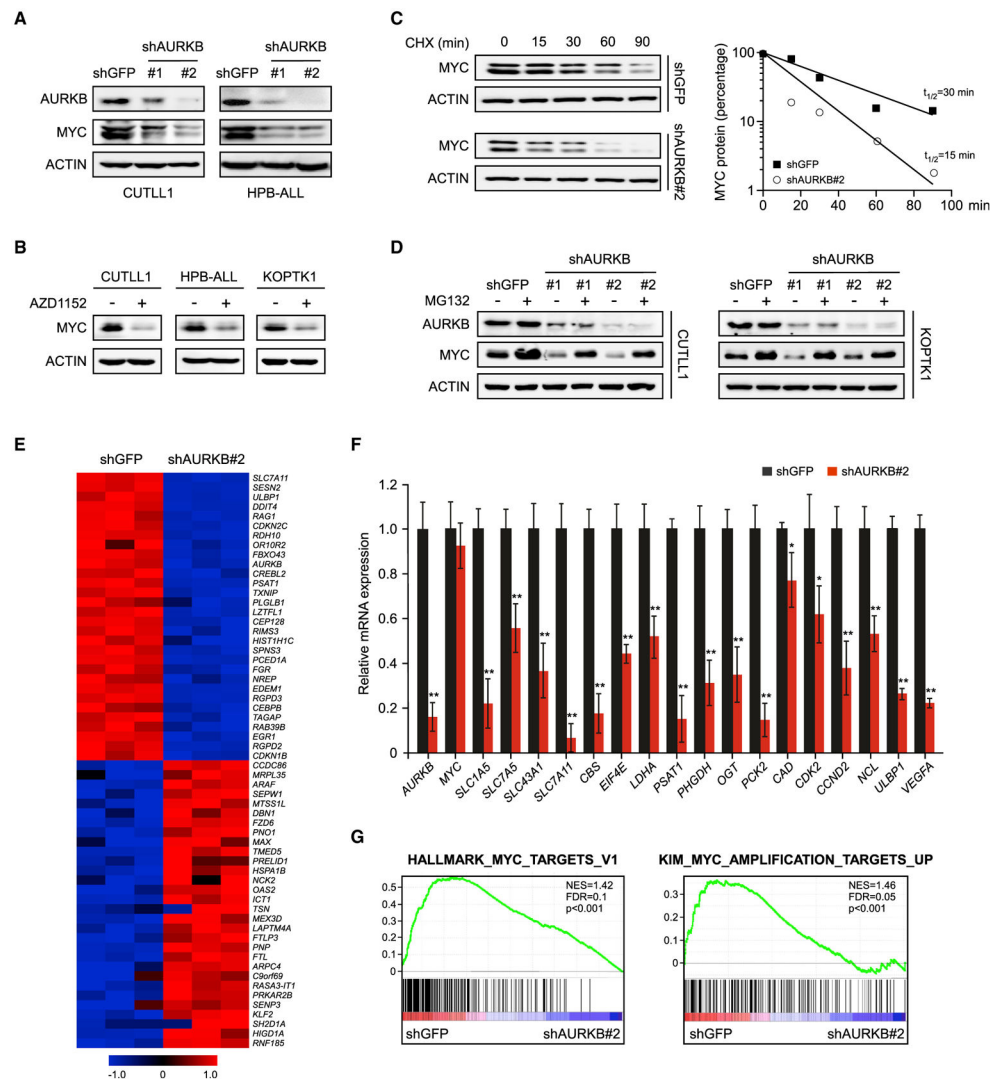 A
shAURKB
shAURKB
shGFP #1 #2 shGFP #1 #2
AURKB
MYC
ACTIN
CUTLL1 HPB-ALL
B
CUTLL1 HPB-ALL KOPTK1
AZD1152 - + - + - +
MYC
ACTIN
C
CHX (min) 0 15 30 60 90
MYC
ACTIN
shGFP
MYC
ACTIN
shAURKB#2
MYC protein (percentage)
100
10
1
t1/2=30 min
t1/2=15 min
shGFP
shAURKB#2
0 20 40 60 80 100 min
D
shAURKB
shGFP #1 #1 #2 #2
MG132 - + - + - +
AURKB
MYC
ACTIN
CUTLL1
shAURKB
shGFP #1 #1 #2 #2
- + - + - +
KOPTK1
E
shGFP shAURKB#2
SLC7A11
SESN2
ULBP1
DDIT4
RAG1
CDKN2C
RDH10
OR10R2
FBXO43
AURKB
CREBL2
PSAT1
TXNIP
PLGLB1
LZTFL1
CEP128
RIMS3
HIST1H1C
SPNS3
PCED1A
FGR
NREP
EDEM1
RGPD3
CEBPB
TAGAP
RAB39B
EGR1
RGPD2
CDKN1B
CCDC86
MRPL35
ARAF
SEPW1
MTSS1L
DBN1
FZD6
PNO1
MAX
TMED5
PRELID1
HSPA1B
NCK2
OAS2
ICT1
TSN
MEX3D
LAPTM4A
FTLP3
PNP
FTL
ARPC4
C9orf69
RASA3-IT1
PRKAR2B
SENP3
KLF2
SH2D1A
HIGD1A
RNF185
-1.0 0.0 1.0
F
shGFP shAURKB#2
Relative mRNA expression
1.2
1.0
0.8
0.6
0.4
0.2
0
** ** ** ** ** ** ** ** ** ** ** ** * * ** ** ** **
AURKB MYC SLC1A5 SLC7A5 SLC43A1 SLC7A11 CBS EIF4E LDHA PSAT1 PHGDH OGT PCK2 CAD CDK2 CCND2 NCL ULBP1 VEGFA
G
HALLMARK_MYC_TARGETS_V1
NES=1.42
FDR=0.1
p<0.001
0.5
0.4
0.3
0.2
0.1
0
shGFP shAURKB#2
KIM_MYC_AMPLIFICATION_TARGETS_UP
NES=1.46
FDR=0.05
p<0.001
0.3
0.2
0.1
0
shGFP shAURKB#2